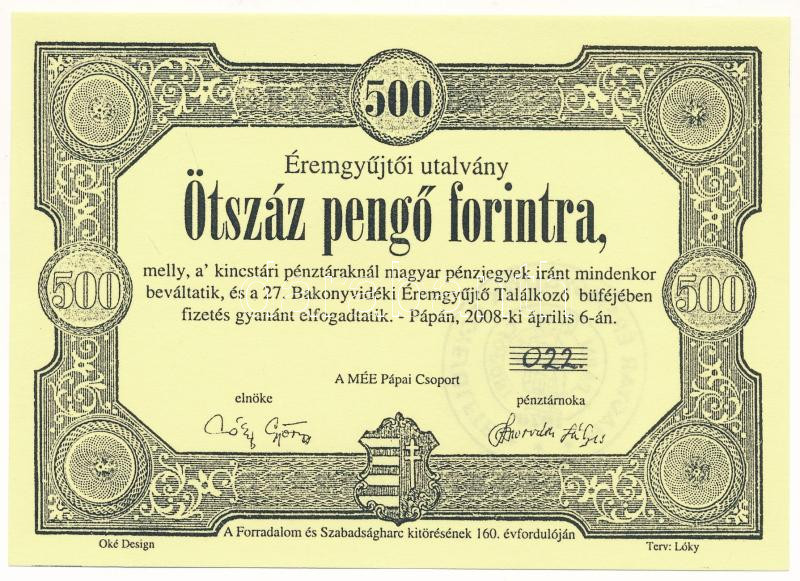 500
Éremgyűjtői utalvány
Ötszáz pengő forintra,
melly, a' kincstári pénztáraknál magyar pénzjegyek iránt mindenkor
500 beváltatik, és a 27. Bakonyvidéki Éremgyűjtő Találkozó büféjében 500
fizetés gyanánt elfogadtatik. - Pápán, 2008-ki április 6-án.
022.
A MÉE Pápai Csoport
elnöke pénztárnoka
A Forradalom és Szabadságharc kitörésének 160. évfordulóján
Oké Design Terv: Lóky